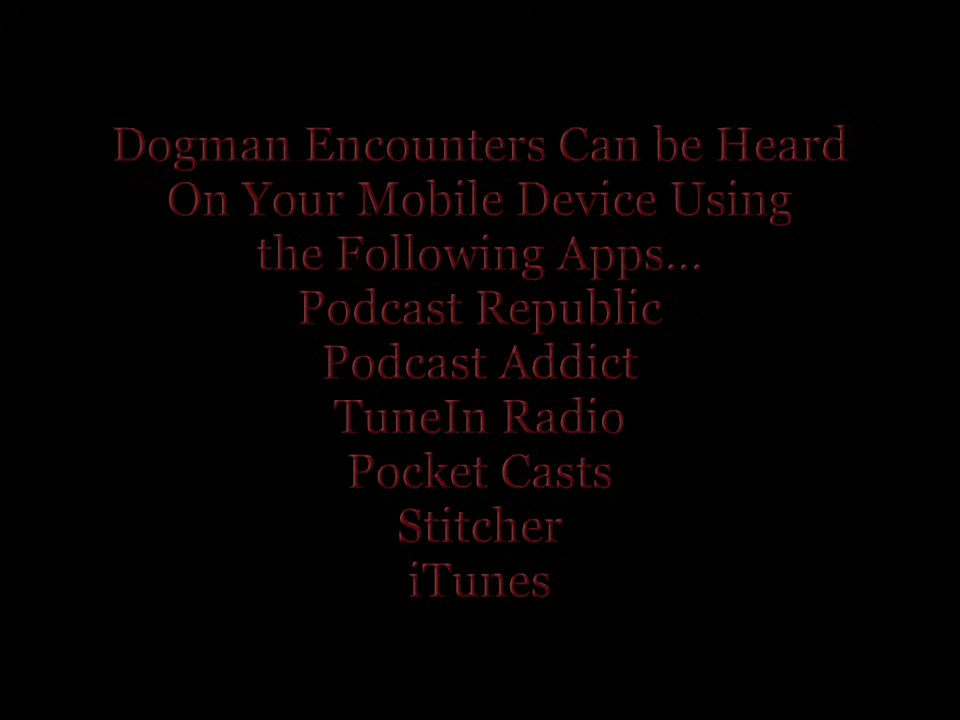 Dogman Encounters Can be Heard
On Your Mobile Device Using
the Following Apps...
Podcast Republic
Podcast Addict
TuneIn Radio
Pocket Casts
Stitcher
iTunes